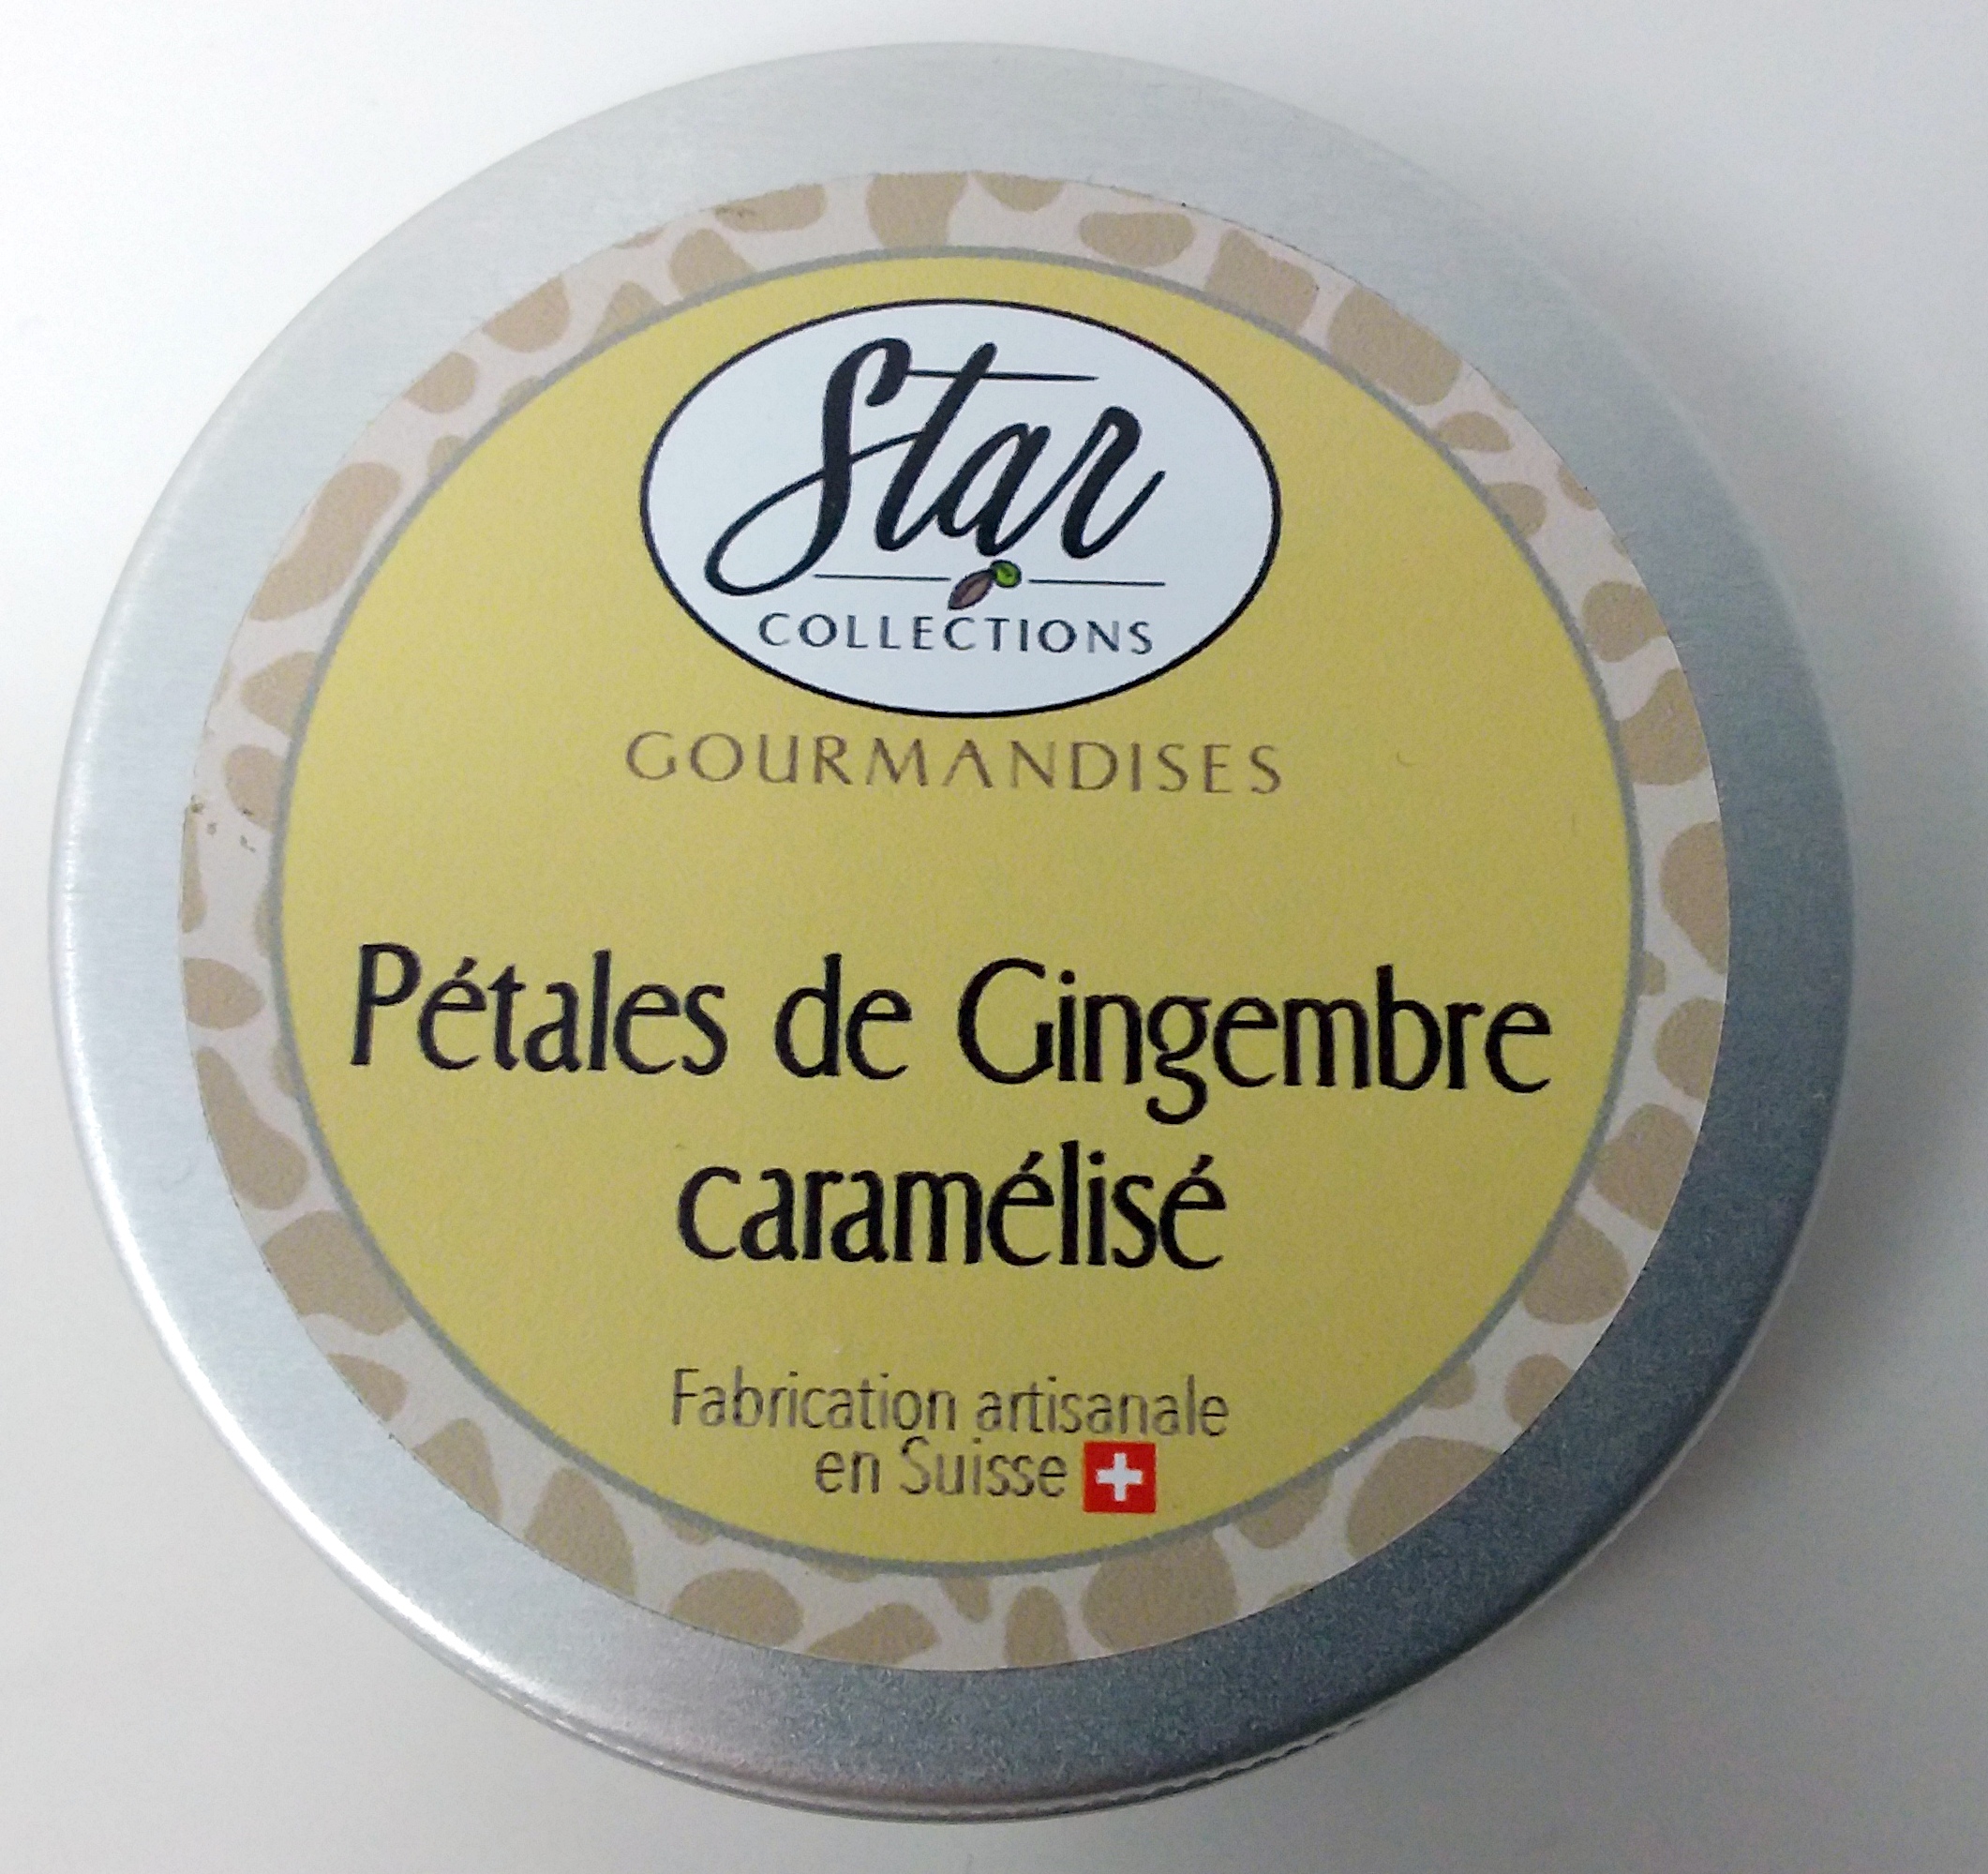 Star
COLLECTIONS
GOURMANDISES
Pétales de Gingembre
caramélisé
Fabrication artisanale
en Suisse